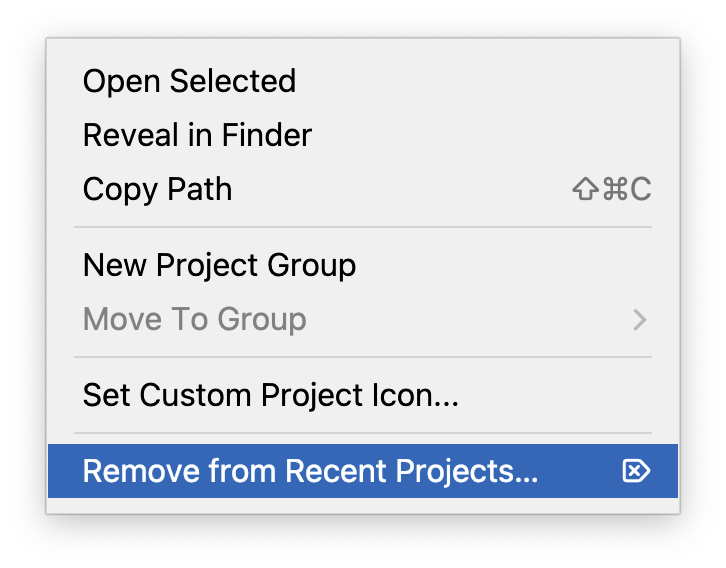 Open Selected
Reveal in Finder
Copy Path ⇧⌘C
New Project Group
Move To Group
Set Custom Project Icon...
Remove from Recent Projects... ⌦